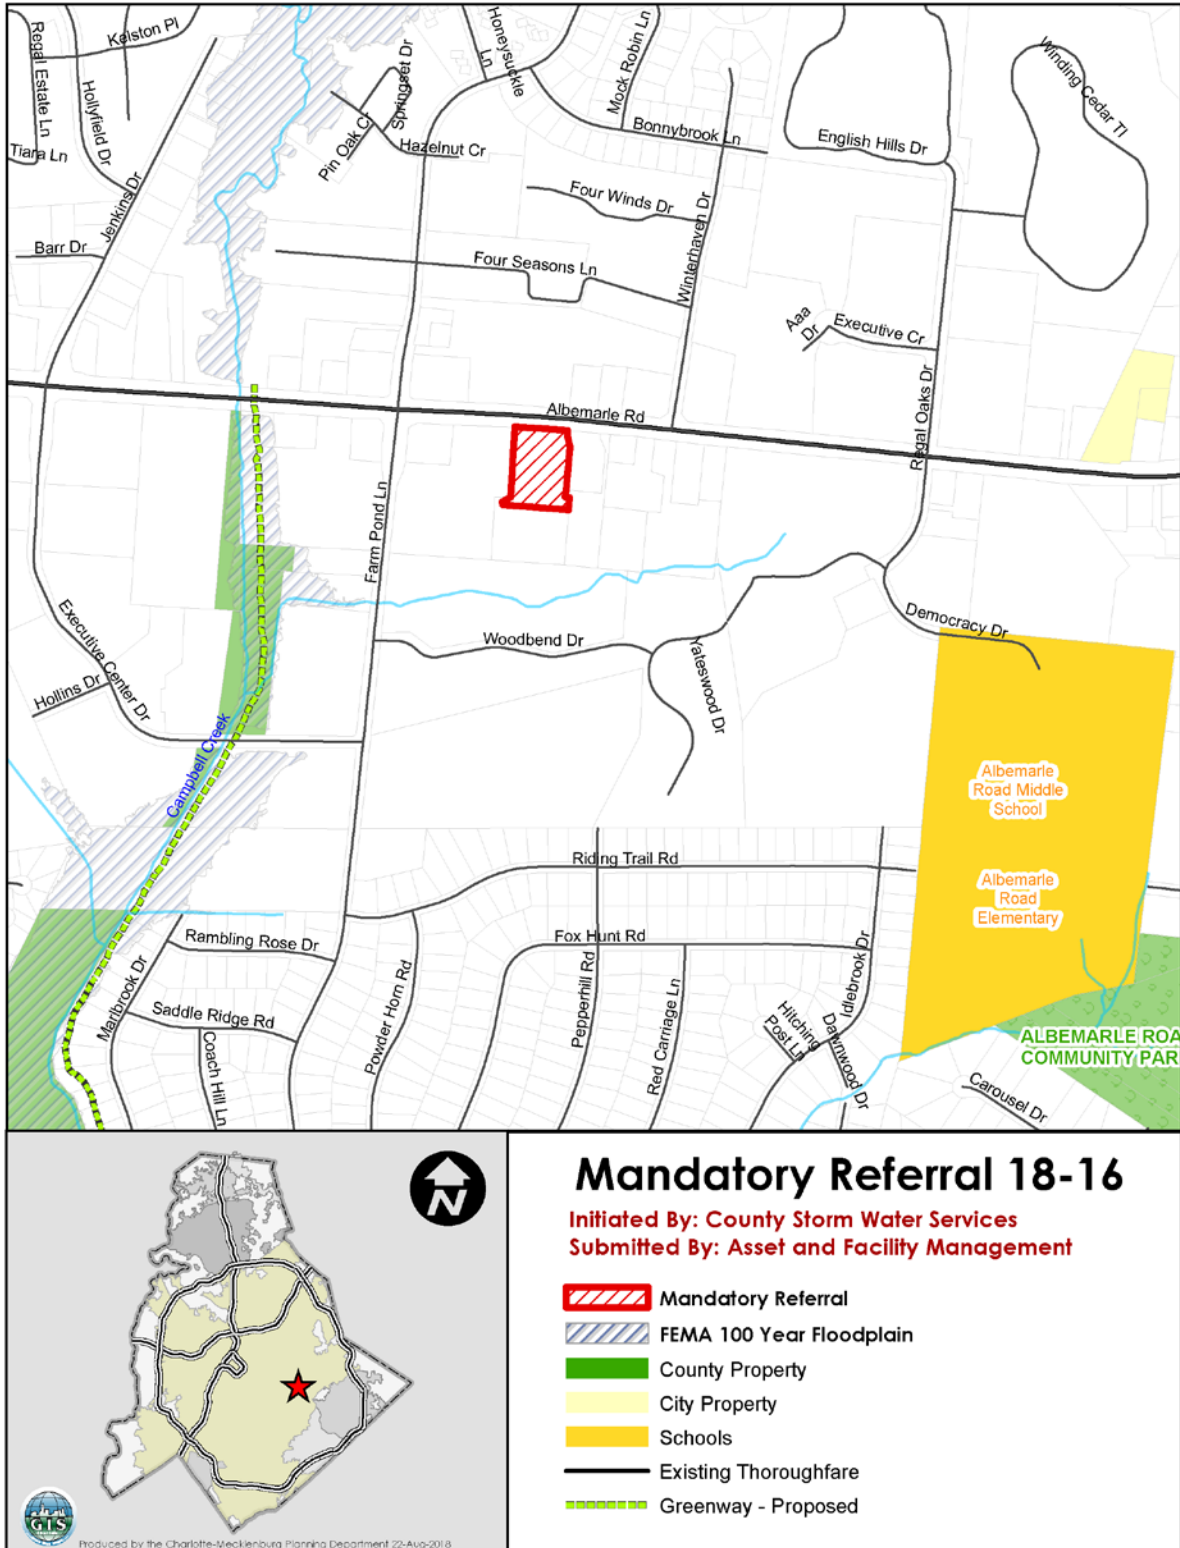 Kelston Pl
Regal Estate Ln
Hollyfield Dr
Tiara Ln
Jenkins Dr
Barr Dr
Pin Oak Cr
Springset Dr
Hazelnut Cr
Honeysuckle
Ln
Mock Robin Ln
Bonnybrook Ln
English Hills Dr
Winding Cedar Tl
Four Winds Dr
Winterhaven Dr
Four Seasons Ln
Aaa
Dr
Executive Cr
Regal Oaks Dr
Albemarle Rd
Farm Pond Ln
Executive Center Dr
Hollins Dr
Campbell Creek
Woodbend Dr
Yateswood Dr
Democracy Dr
Albemarle
Road Middle
School
Albemarle
Road
Elementary
Riding Trail Rd
Fox Hunt Rd
Rambling Rose Dr
Marlbrook Dr
Saddle Ridge Rd
Coach Hill Ln
Powder Horn Rd
Pepperhill Rd
Red Carriage Ln
Hitching
Post Ln
Idlebrook Dr
Dawnwood Dr
Carousel Dr
ALBEMARLE ROA
COMMUNITY PAR
N
GIS
Produced by the Charlotte-Mecklenburg Planning Department 22-Aug-2018
Mandatory Referral 18-16
Initiated By: County Storm Water Services
Submitted By: Asset and Facility Management
Mandatory Referral
FEMA 100 Year Floodplain
County Property
City Property
Schools
Existing Thoroughfare
Greenway - Proposed